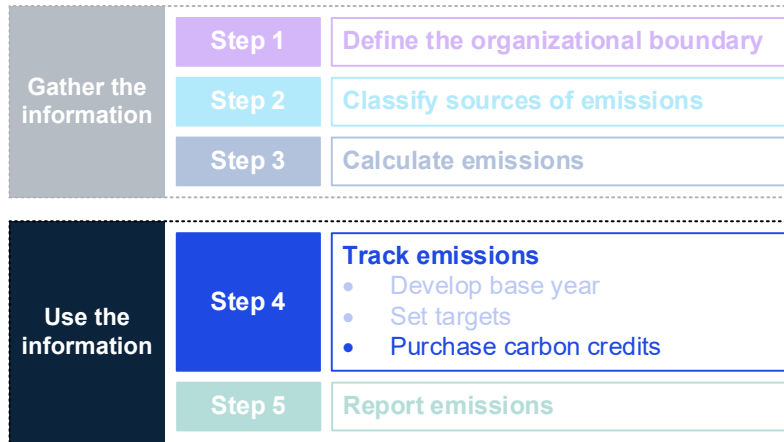 Gather the
information
Step 1
Define the organizational boundary
Step 2
Classify sources of emissions
Step 3
Calculate emissions
Use the
information
Step 4
Track emissions
• Develop base year
• Set targets
• Purchase carbon credits
Step 5
Report emissions